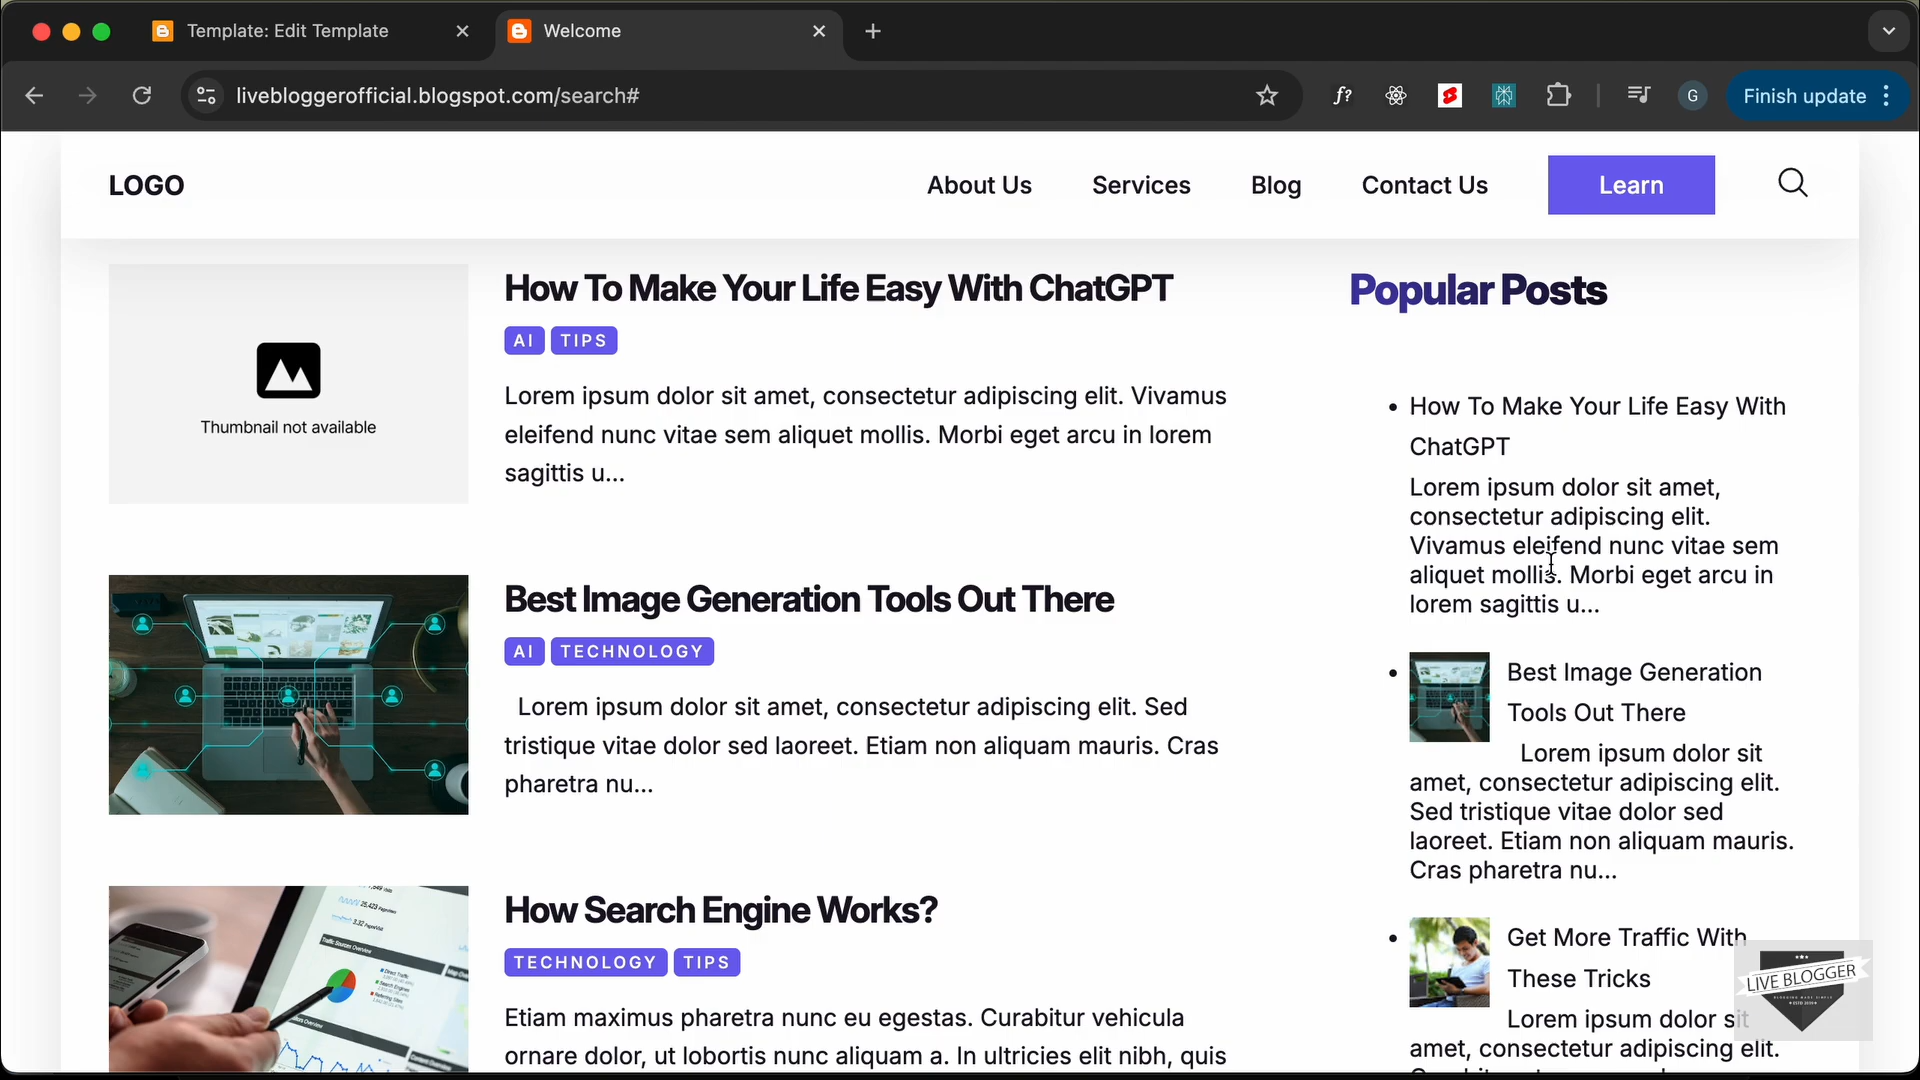 Template: Edit Template
Welcome
livebloggerofficial.blogspot.com/search#
f?
G
Finish update
LOGO
About Us
Services
Blog
Contact Us
Learn
Thumbnail not available
How To Make Your Life Easy With ChatGPT
AI TIPS
Lorem ipsum dolor sit amet, consectetur adipiscing elit. Vivamus
eleifend nunc vitae sem aliquet mollis. Morbi eget arcu in lorem
sagittis u...
Best Image Generation Tools Out There
AI TECHNOLOGY
Lorem ipsum dolor sit amet, consectetur adipiscing elit. Sed
tristique vitae dolor sed laoreet. Etiam non aliquam mauris. Cras
pharetra nu...
How Search Engine Works?
TECHNOLOGY TIPS
Etiam maximus pharetra nunc eu egestas. Curabitur vehicula
ornare dolor, ut lobortis nunc aliquam a. In ultricies elit nibh, quis
Traffic Sources Overview
Popular Posts
• How To Make Your Life Easy With
ChatGPT
Lorem ipsum dolor sit amet,
consectetur adipiscing elit.
Vivamus eleifend nunc vitae sem
aliquet mollis. Morbi eget arcu in
lorem sagittis u...
• Best Image Generation
Tools Out There
Lorem ipsum dolor sit
amet, consectetur adipiscing elit.
Sed tristique vitae dolor sed
laoreet. Etiam non aliquam mauris.
Cras pharetra nu...
• Get More Traffic With
These Tricks
Lorem ipsum dolor sit
amet, consectetur adipiscing elit.
LIVE BLOGGER
BLOGGING MADE SIMPLE